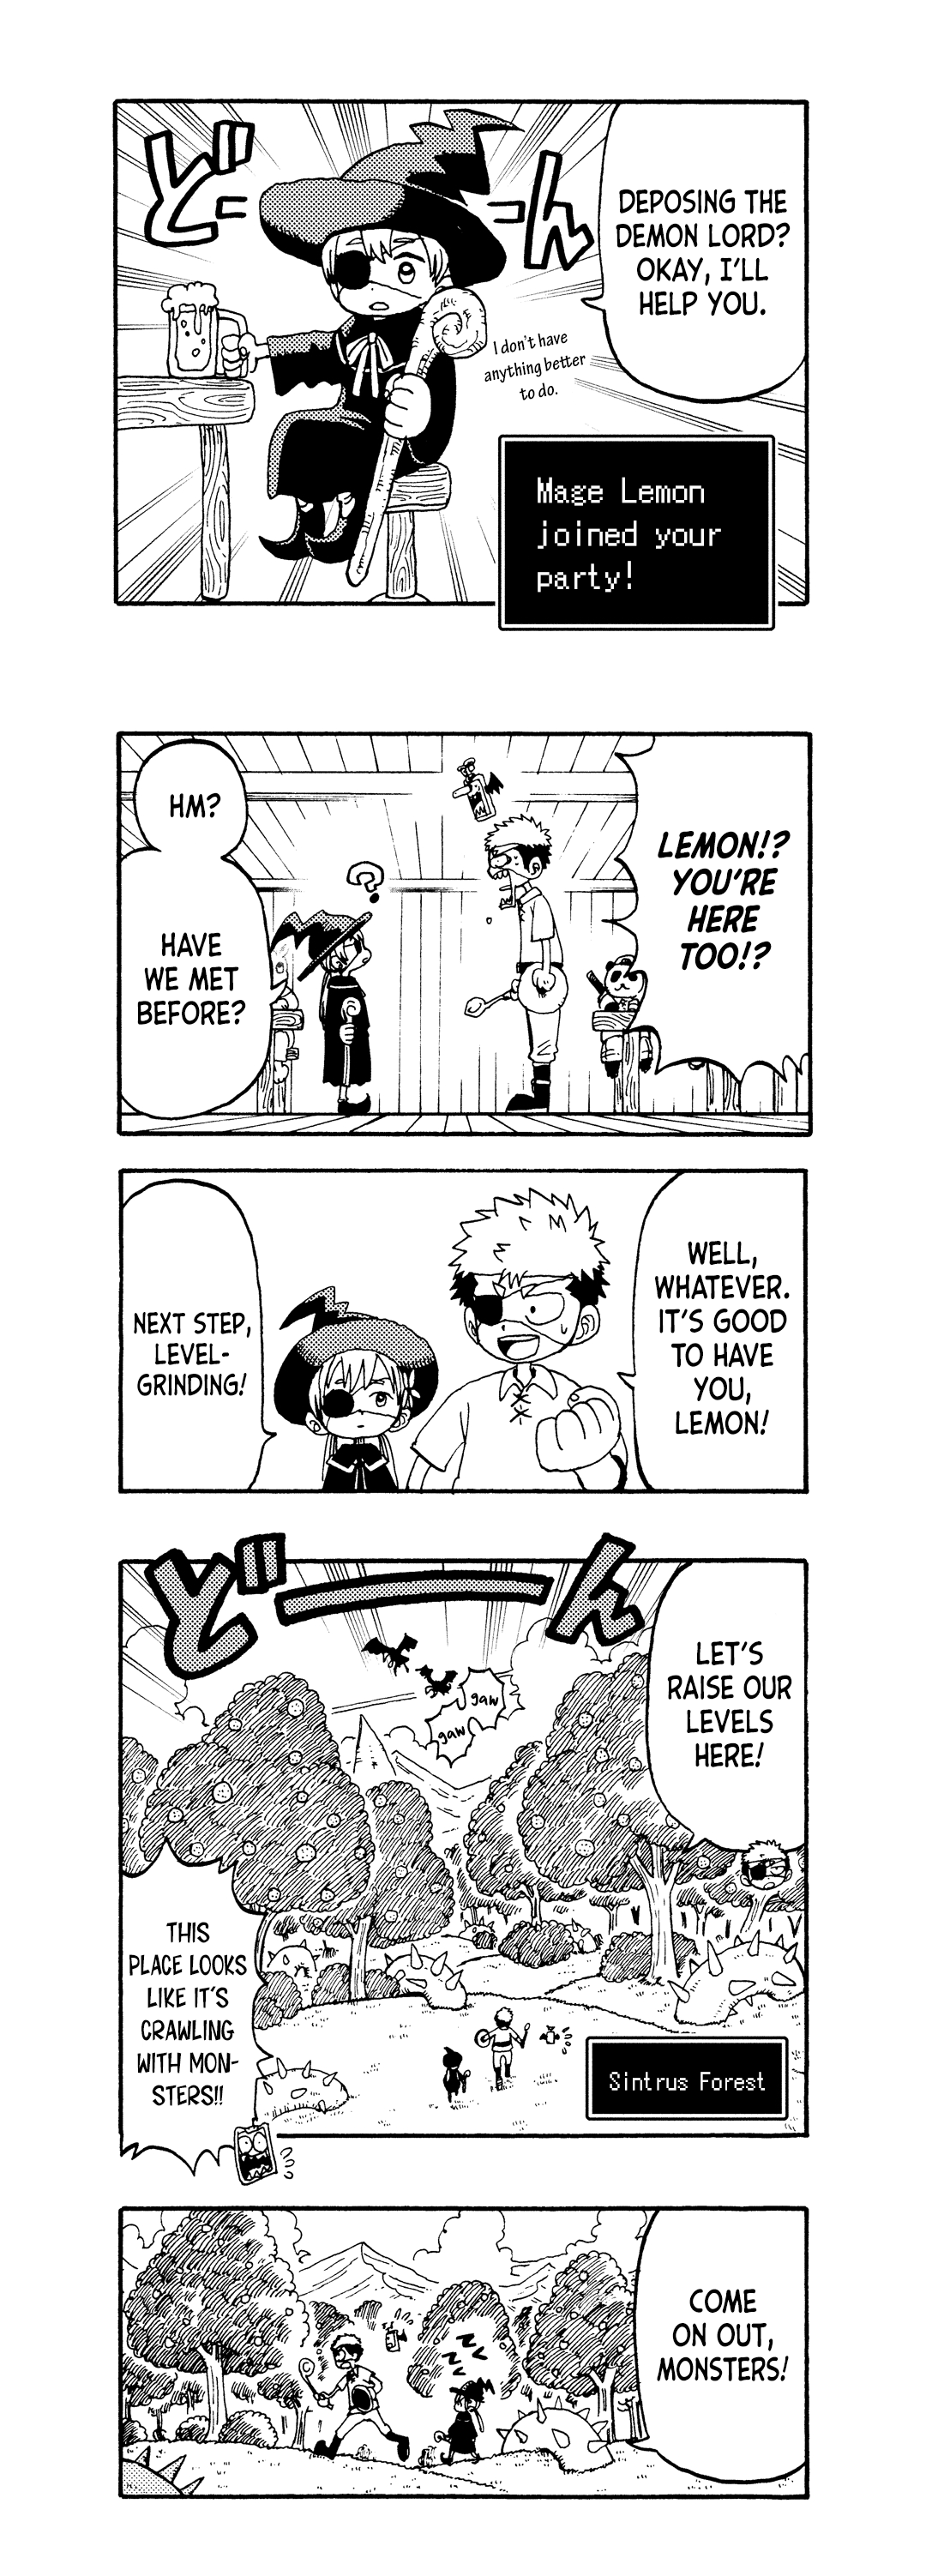 DEPOSING THE
DEMON LORD?
OKAY, I'LL
HELP YOU.
ど
ーん
I don't have
anything better
to do.
Mage Lemon
joined your
party!
LEMON!?
YOU'RE
HERE
TOO!?
?
HM?
HAVE
WE MET
BEFORE?
WELL,
WHATEVER.
IT'S GOOD
TO HAVE
YOU,
LEMON!
NEXT STEP,
LEVEL-
GRINDING!
どーん
LET'S
RAISE OUR
LEVELS
HERE!
gaw
gaw
THIS
PLACE LOOKS
LIKE IT'S
CRAWLING
WITH MON-
STERS!!
Sintrus Forest
COME
ON OUT,
MONSTERS!
z z
z z